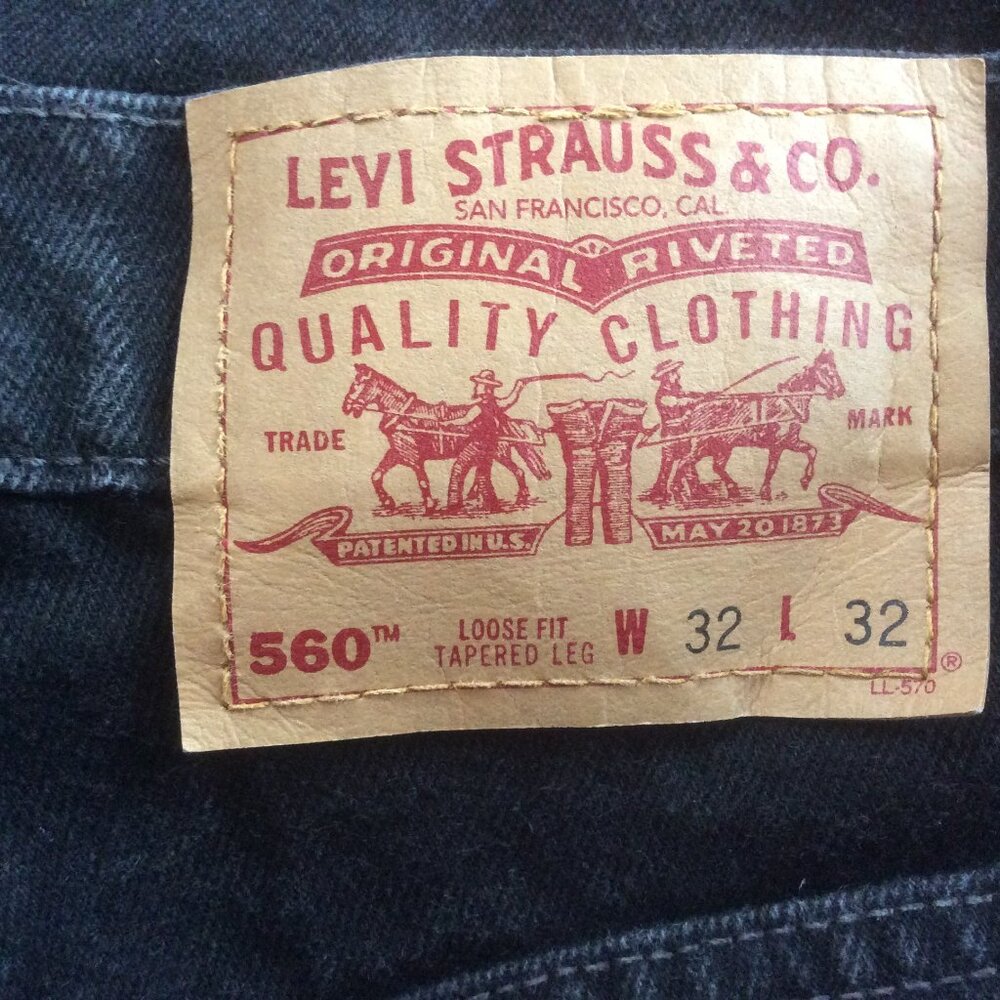 LEVI STRAUSS & CO.
SAN FRANCISCO, CAL.
ORIGINAL RIVETED
QUALITY CLOTHING
TRADE MARK
PATENTED IN U.S. MAY 20 1873
560™ LOOSE FIT TAPERED LEG W 32 L 32
®
LL-570